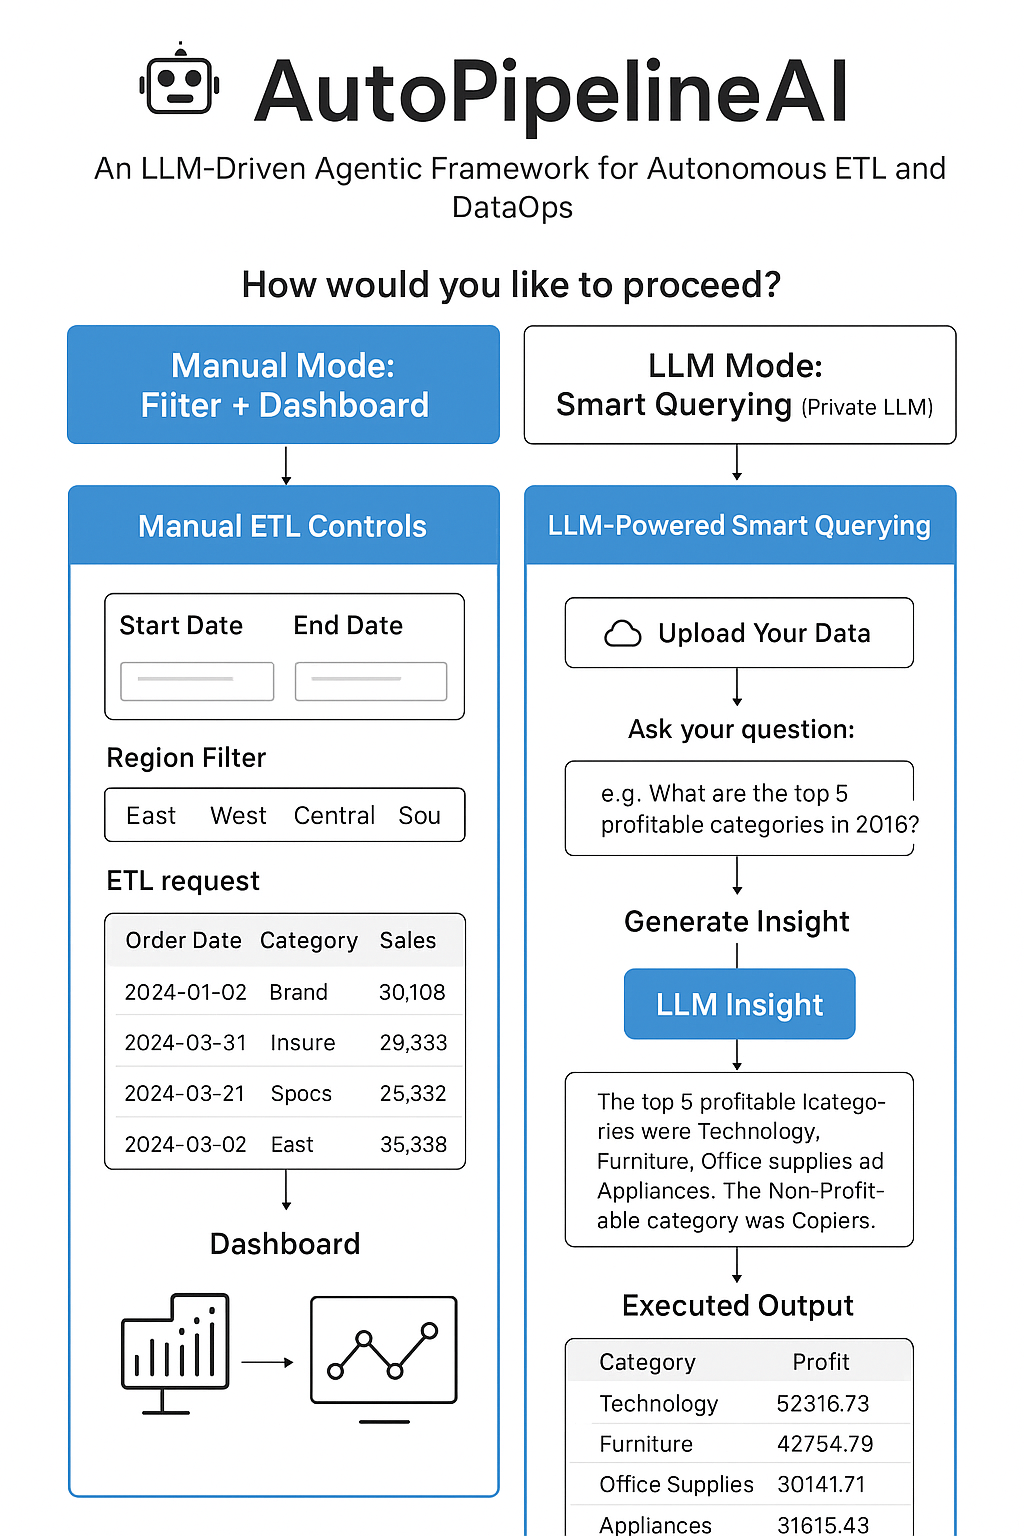 AutoPipelineAI
An LLM-Driven Agentic Framework for Autonomous ETL and
DataOps
How would you like to proceed?
Manual Mode:
Fiiter + Dashboard
Manual ETL Controls
Start Date End Date
Region Filter
East West Central Sou
ETL request
Order Date Category Sales
2024-01-02 Brand 30,108
2024-03-31 Insure 29,333
2024-03-21 Spocs 25,332
2024-03-02 East 35,338
Dashboard
LLM Mode:
Smart Querying (Private LLM)
LLM-Powered Smart Querying
Upload Your Data
Ask your question:
e.g. What are the top 5
profitable categories in 2016?
Generate Insight
LLM Insight
The top 5 profitable Icatego-
ries were Technology,
Furniture, Office supplies ad
Appliances. The Non-Profit-
able category was Copiers.
Executed Output
Category Profit
Technology 52316.73
Furniture 42754.79
Office Supplies 30141.71
Appliances 31615.43